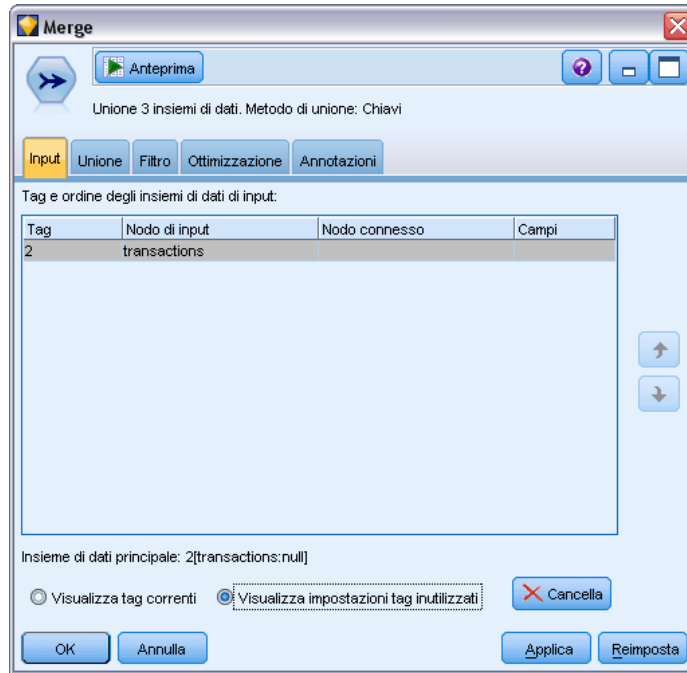 Merge
Anteprima
Unione 3 insiemi di dati. Metodo di unione: Chiavi
Input Unione Filtro Ottimizzazione Annotazioni
Tag e ordine degli insiemi di dati di input:
Tag Nodo di input Nodo connesso Campi
2 transactions
Insieme di dati principale: 2[transactions:null]
Visualizza tag correnti Visualizza impostazioni tag inutilizzati Cancella
OK Annulla Applica Reimposta